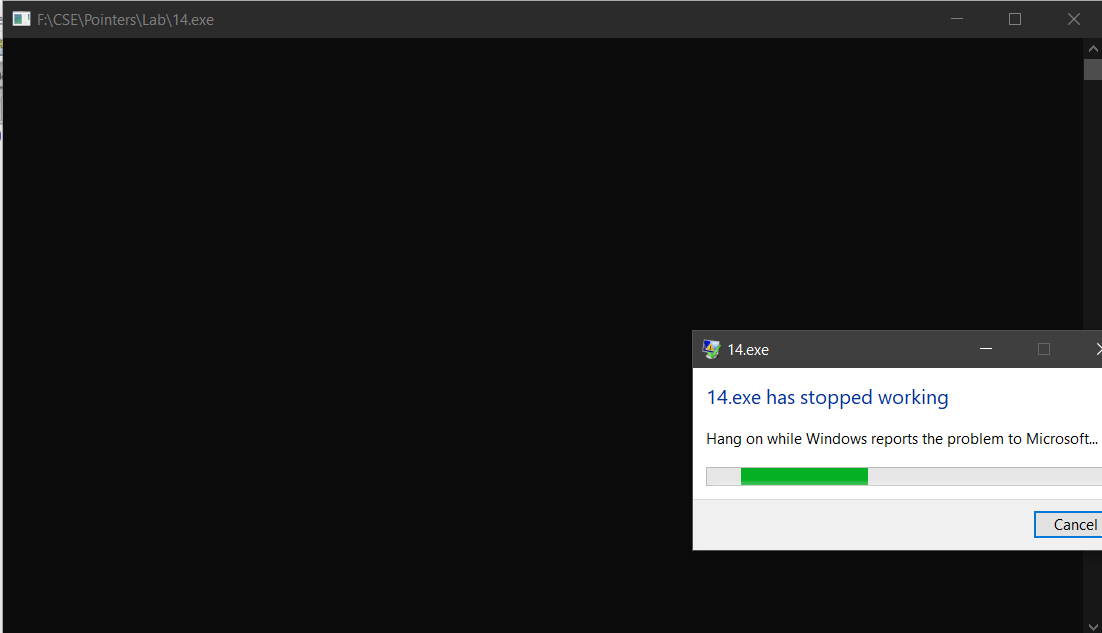 F:\CSE\Pointers\Lab\14.exe
14.exe
14.exe has stopped working
Hang on while Windows reports the problem to Microsoft...
Cancel